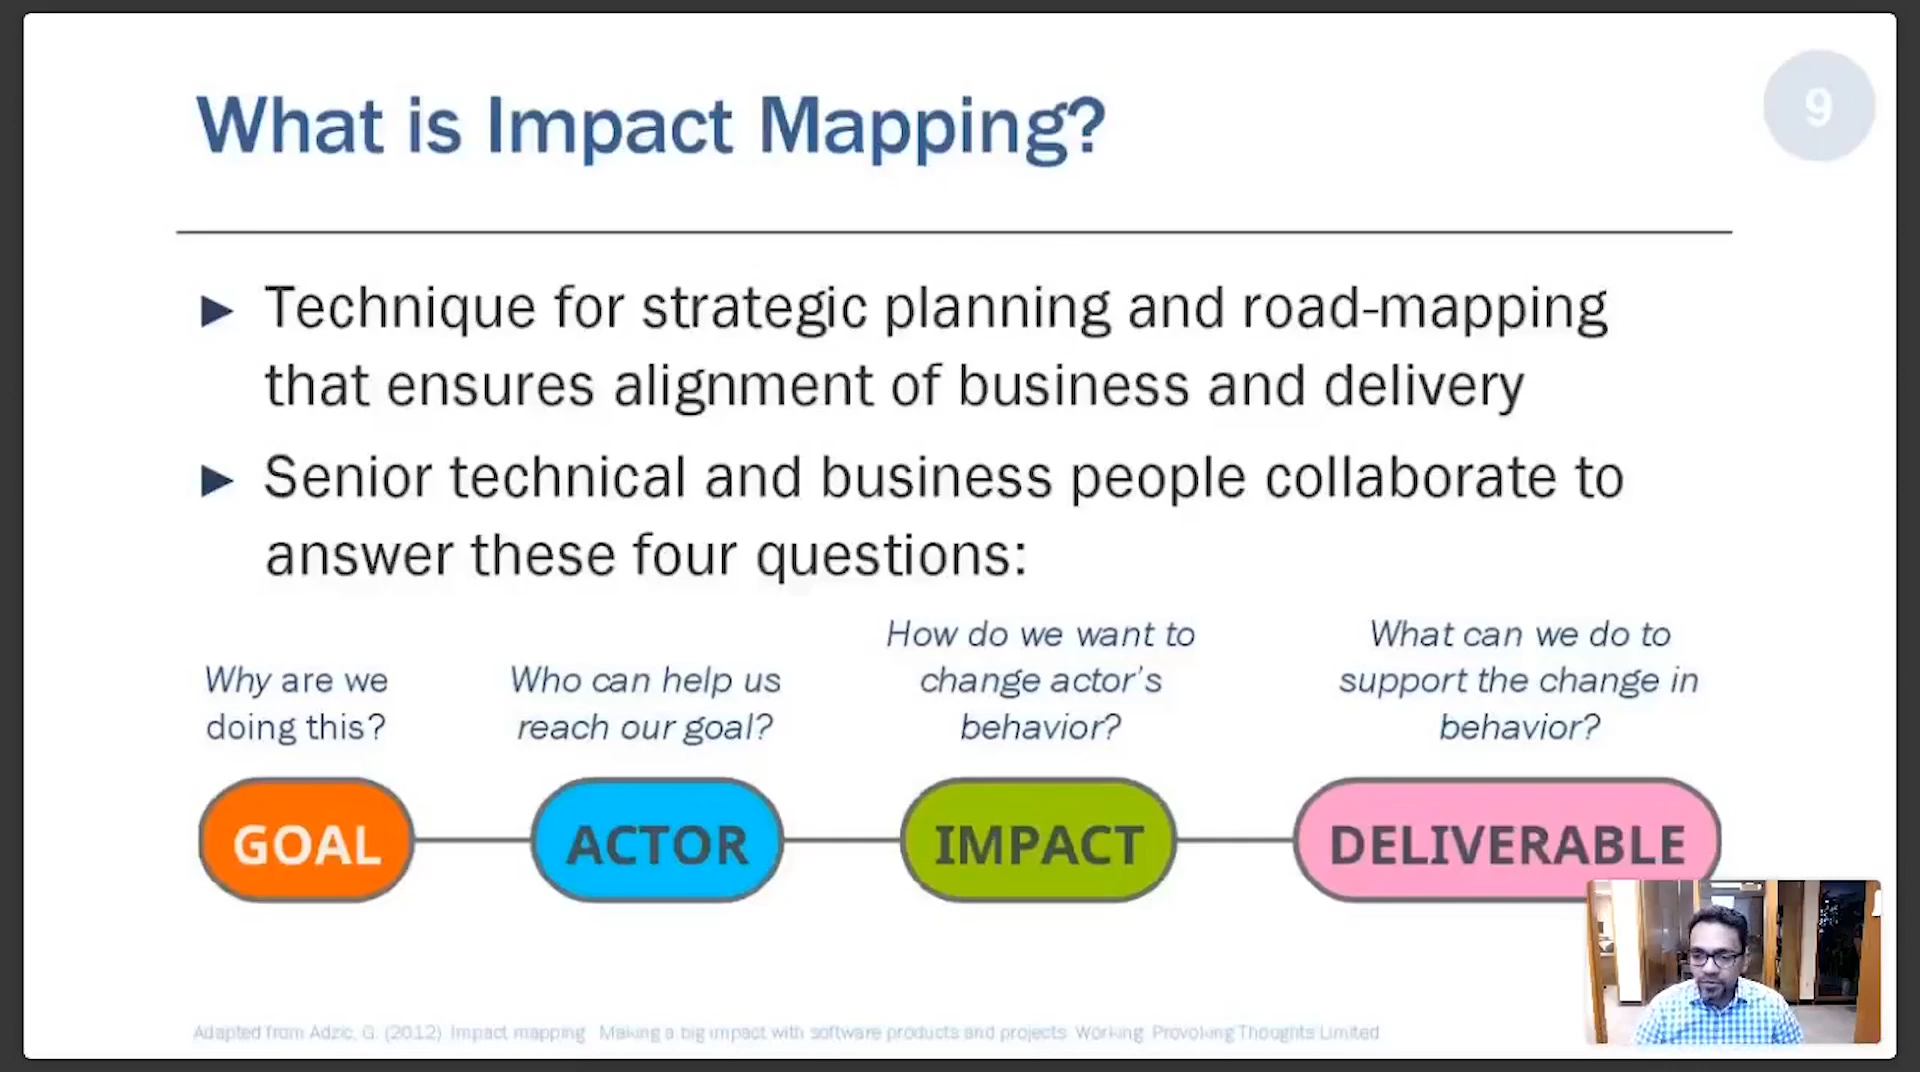 What is Impact Mapping?
9
► Technique for strategic planning and road-mapping
that ensures alignment of business and delivery
► Senior technical and business people collaborate to
answer these four questions:
Why are we
doing this?
Who can help us
reach our goal?
How do we want to
change actor's
behavior?
What can we do to
support the change in
behavior?
GOAL
ACTOR
IMPACT
DELIVERABLE
Adapted from Adzic, G. (2012) Impact mapping Making a big impact with software products and projects Working Provoking Thoughts Limited